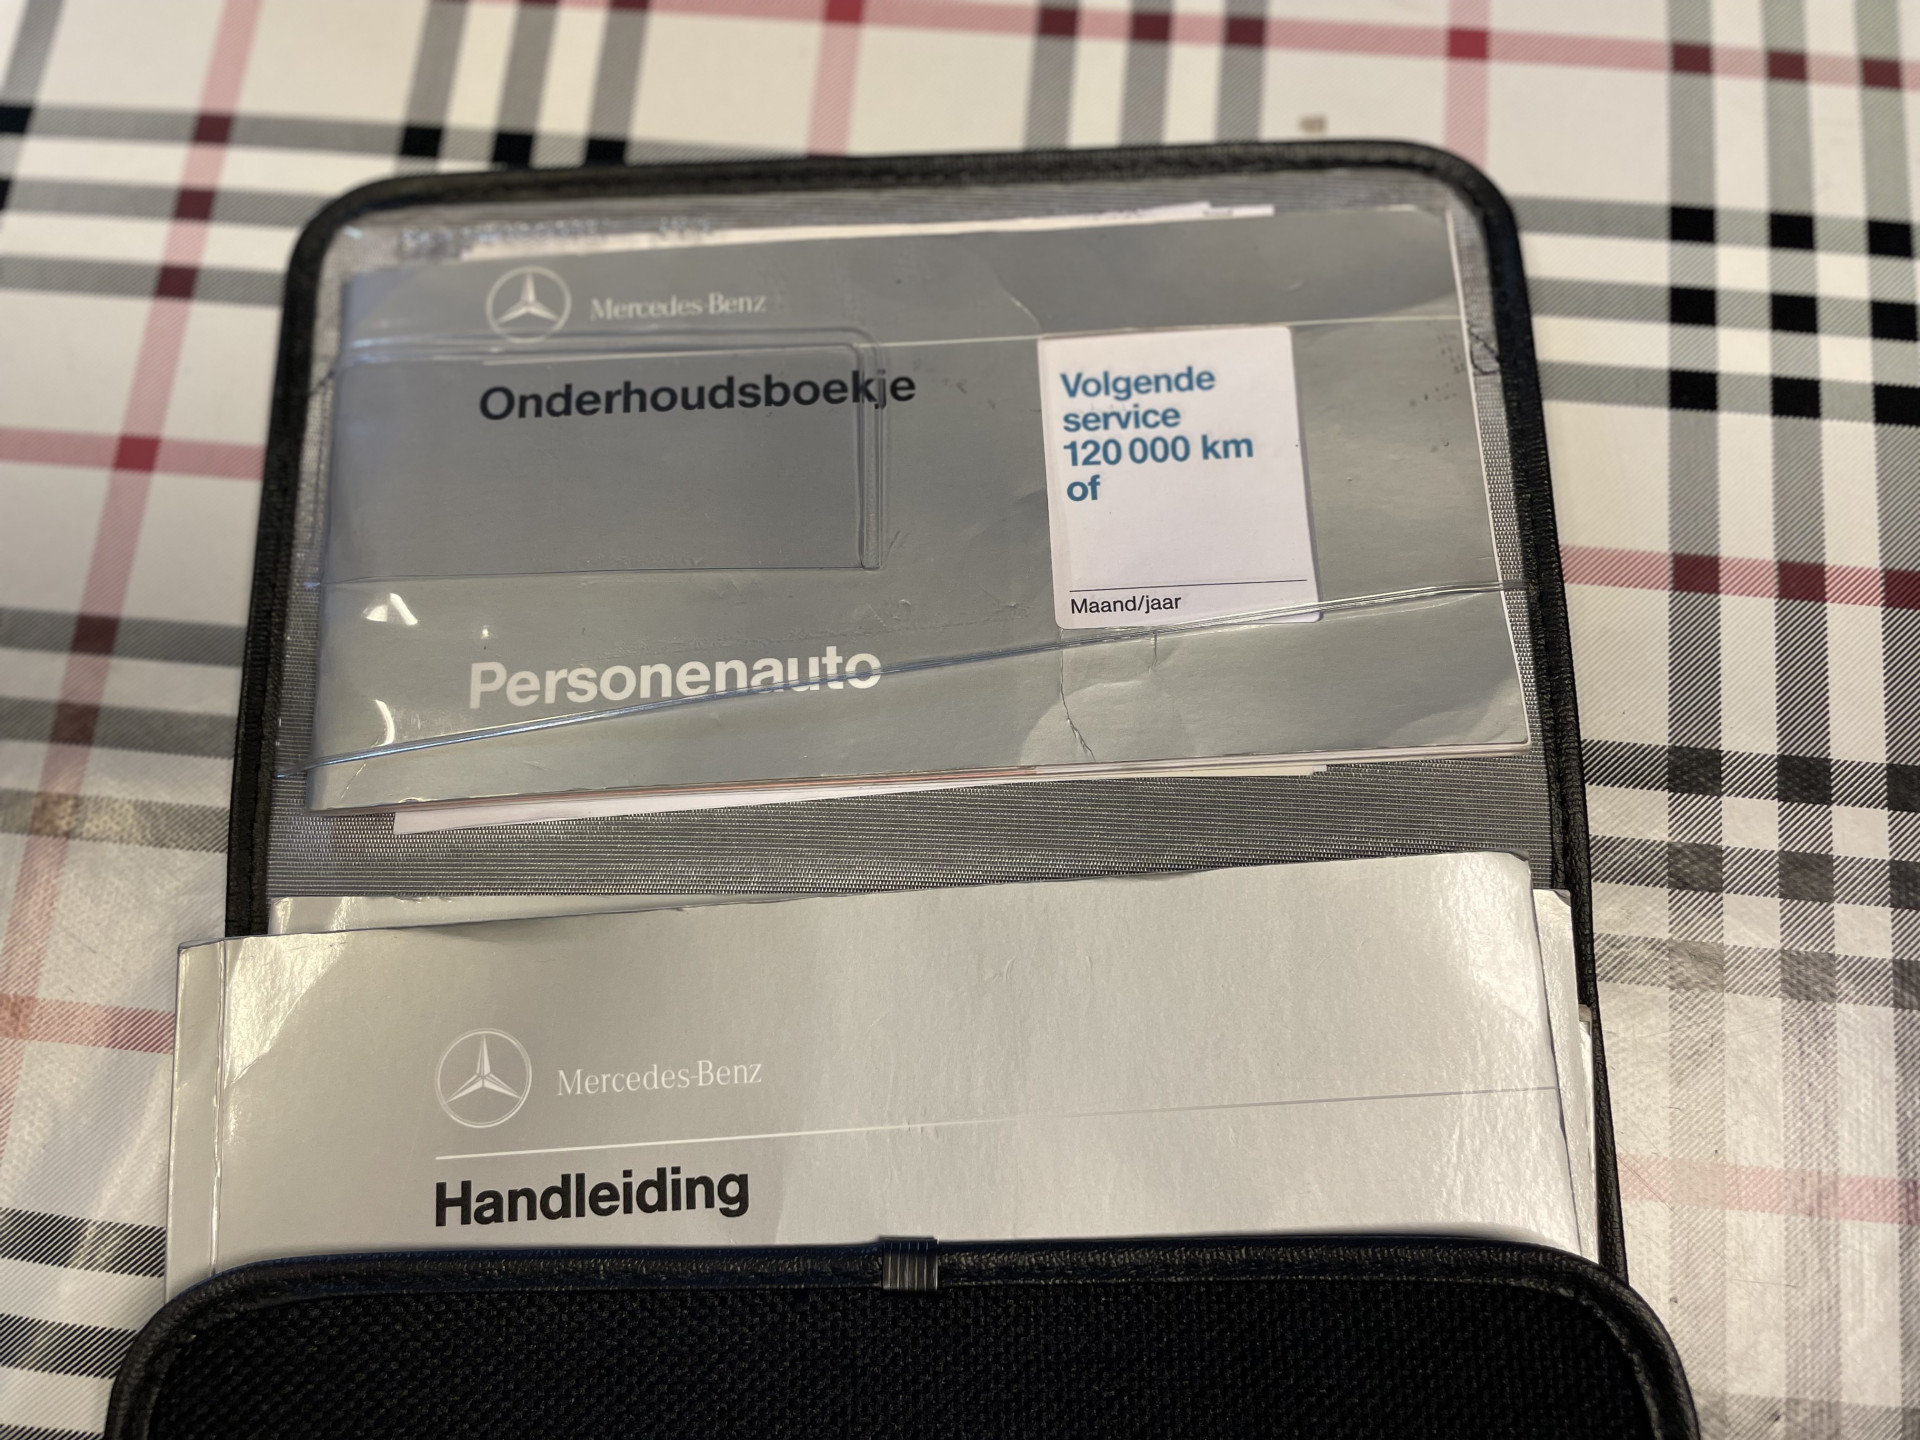 Mercedes-Benz
Onderhoudsboekje
Volgende
service
120 000 km
of
Maand/jaar
Personenauto
Mercedes-Benz
Handleiding